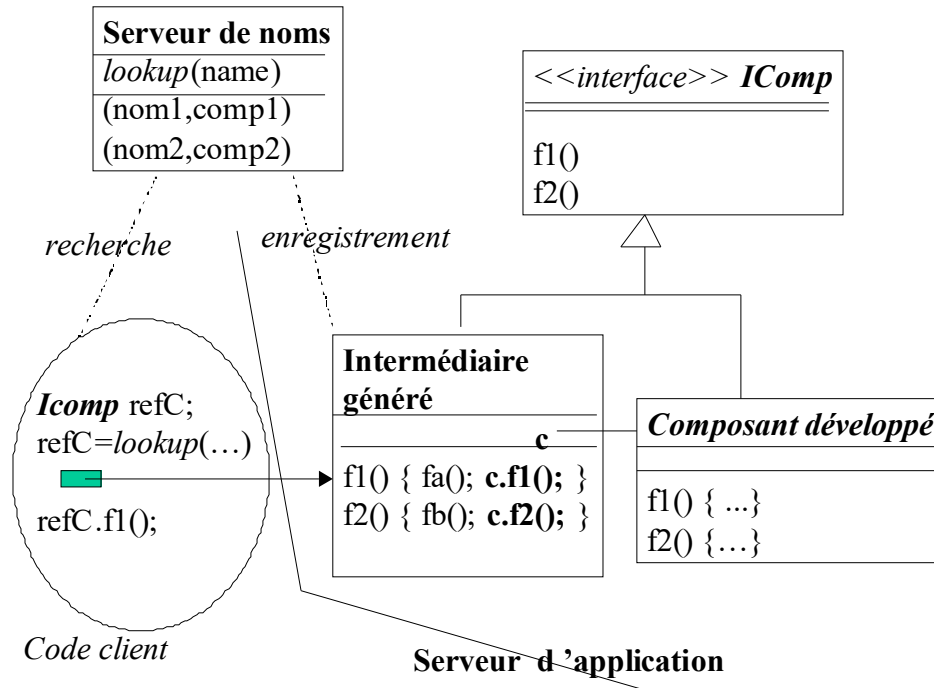 Serveur de noms
lookup(name)
(nom1,comp1)
(nom2,comp2)
<<interface>> IComp
f1()
f2()
recherche
enregistrement
Icomp refC;
refC=lookup(…)
refC.f1();
Code client
Intermédiaire
généré
c
f1() { fa(); c.f1(); }
f2() { fb(); c.f2(); }
Composant développé
f1() { ...}
f2() {…}
Serveur d ’application